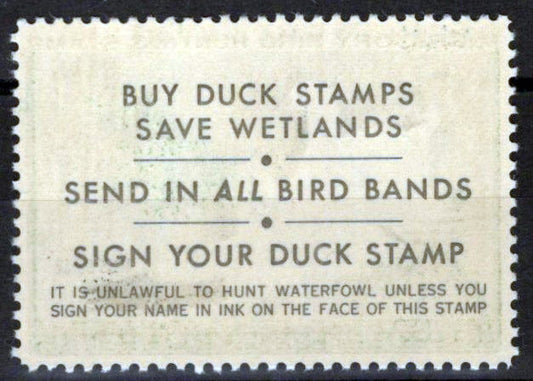 BUY DUCK STAMPS
SAVE WETLANDS
SEND IN ALL BIRD BANDS
SIGN YOUR DUCK STAMP
IT IS UNLAWFUL TO HUNT WATERFOWL UNLESS YOU
SIGN YOUR NAME IN INK ON THE FACE OF THIS STAMP